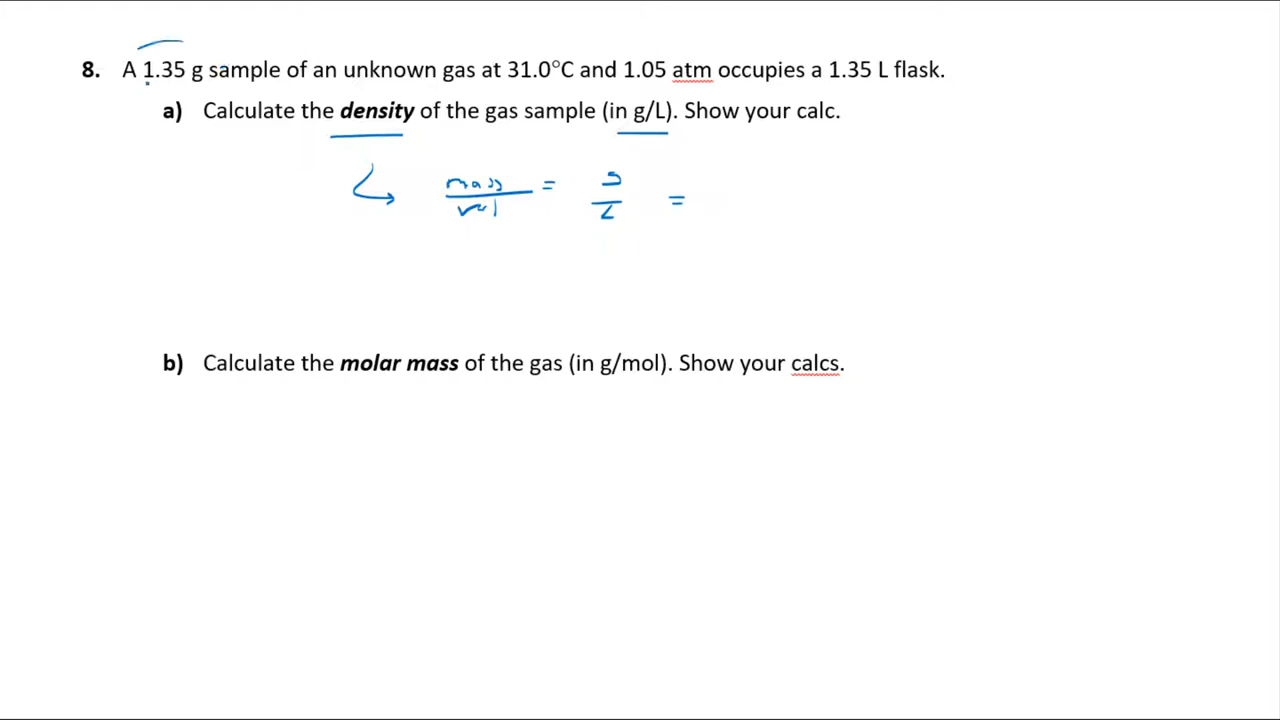 8. A 1.35 g sample of an unknown gas at 31.0°C and 1.05 atm occupies a 1.35 L flask.
a) Calculate the density of the gas sample (in g/L). Show your calc.
mass = g =
vol L
b) Calculate the molar mass of the gas (in g/mol). Show your calcs.